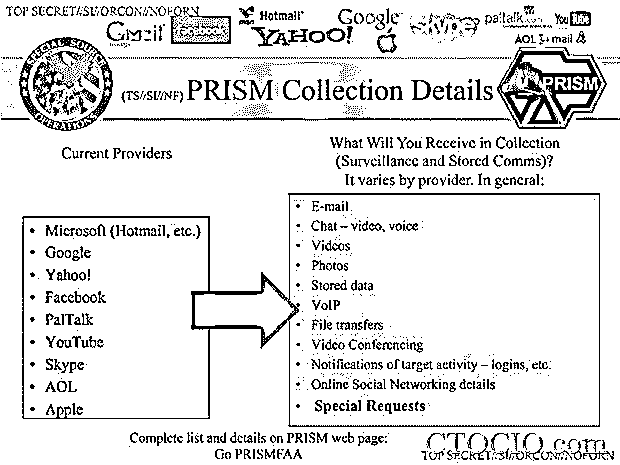 TOP SECRET//SI//ORCON//NOFORN
Gmail
Hotmail
Google
skype
paltalk.com
YouTube
YAHOO!
AOL mail
SPECIAL SOURCE OPERATIONS
(TS//SI//NF) PRISM Collection Details
PRISM
Current Providers
What Will You Receive in Collection
(Surveillance and Stored Comms)?
It varies by provider. In general:
• Microsoft (Hotmail, etc.)
• Google
• Yahoo!
• Facebook
• PalTalk
• YouTube
• Skype
• AOL
• Apple
• E-mail
• Chat – video, voice
• Videos
• Photos
• Stored data
• VoIP
• File transfers
• Video Conferencing
• Notifications of target activity – logins, etc.
• Online Social Networking details
• Special Requests
Complete list and details on PRISM web page:
Go PRISMFAA
CTOCIO.com
TOP SECRET//SI//ORCON//NOFORN